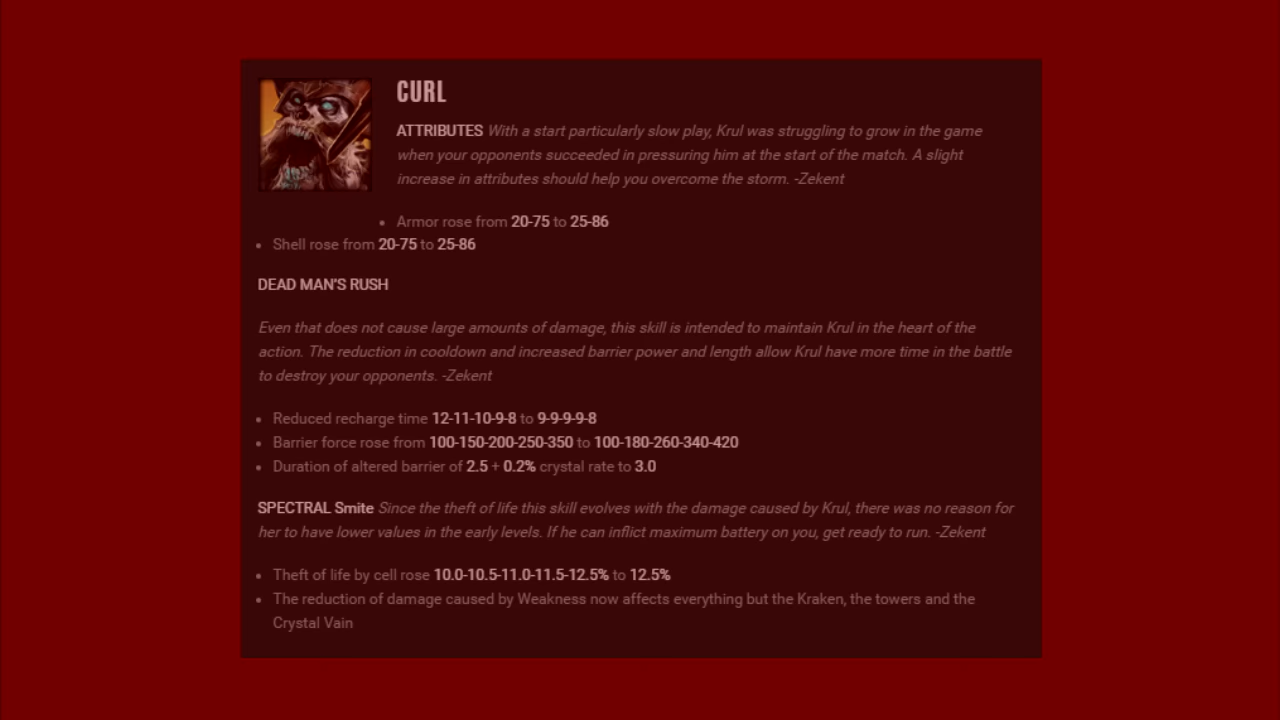 CURL
ATTRIBUTES With a start particularly slow play, Krul was struggling to grow in the game
when your opponents succeeded in pressuring him at the start of the match. A slight
increase in attributes should help you overcome the storm. -Zekent
• Armor rose from 20-75 to 25-86
• Shell rose from 20-75 to 25-86
DEAD MAN'S RUSH
Even that does not cause large amounts of damage, this skill is intended to maintain Krul in the heart of the
action. The reduction in cooldown and increased barrier power and length allow Krul have more time in the battle
to destroy your opponents. -Zekent
• Reduced recharge time 12-11-10-9-8 to 9-9-9-9-8
• Barrier force rose from 100-150-200-250-350 to 100-180-260-340-420
• Duration of altered barrier of 2.5 + 0.2% crystal rate to 3.0
SPECTRAL Smite Since the theft of life this skill evolves with the damage caused by Krul, there was no reason for
her to have lower values in the early levels. If he can inflict maximum battery on you, get ready to run. -Zekent
• Theft of life by cell rose 10.0-10.5-11.0-11.5-12.5% to 12.5%
• The reduction of damage caused by Weakness now affects everything but the Kraken, the towers and the
Crystal Vain